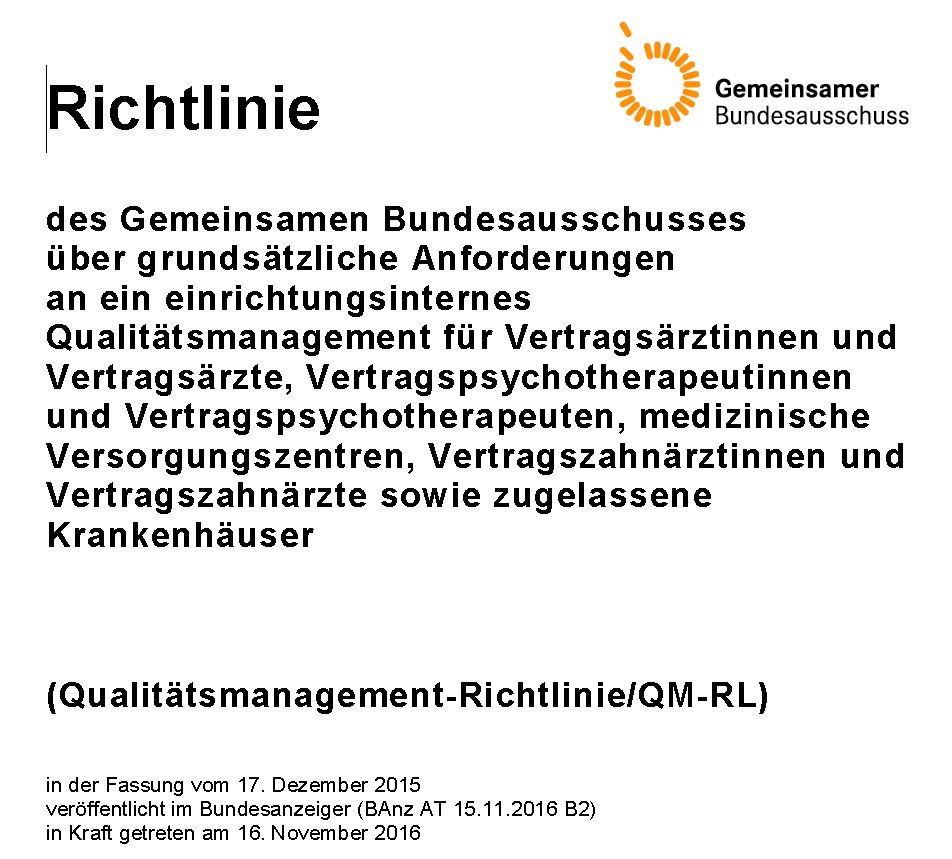 Richtlinie
Gemeinsamer
Bundesausschuss
des Gemeinsamen Bundesausschusses
über grundsätzliche Anforderungen
an ein einrichtungsinternes
Qualitätsmanagement für Vertragsärztinnen und
Vertragsärzte, Vertragspsychotherapeutinnen
und Vertragspsychotherapeuten, medizinische
Versorgungszentren, Vertragszahnärztinnen und
Vertragszahnärzte sowie zugelassene
Krankenhäuser
(Qualitätsmanagement-Richtlinie/QM-RL)
in der Fassung vom 17. Dezember 2015
veröffentlicht im Bundesanzeiger (BAnz AT 15.11.2016 B2)
in Kraft getreten am 16. November 2016